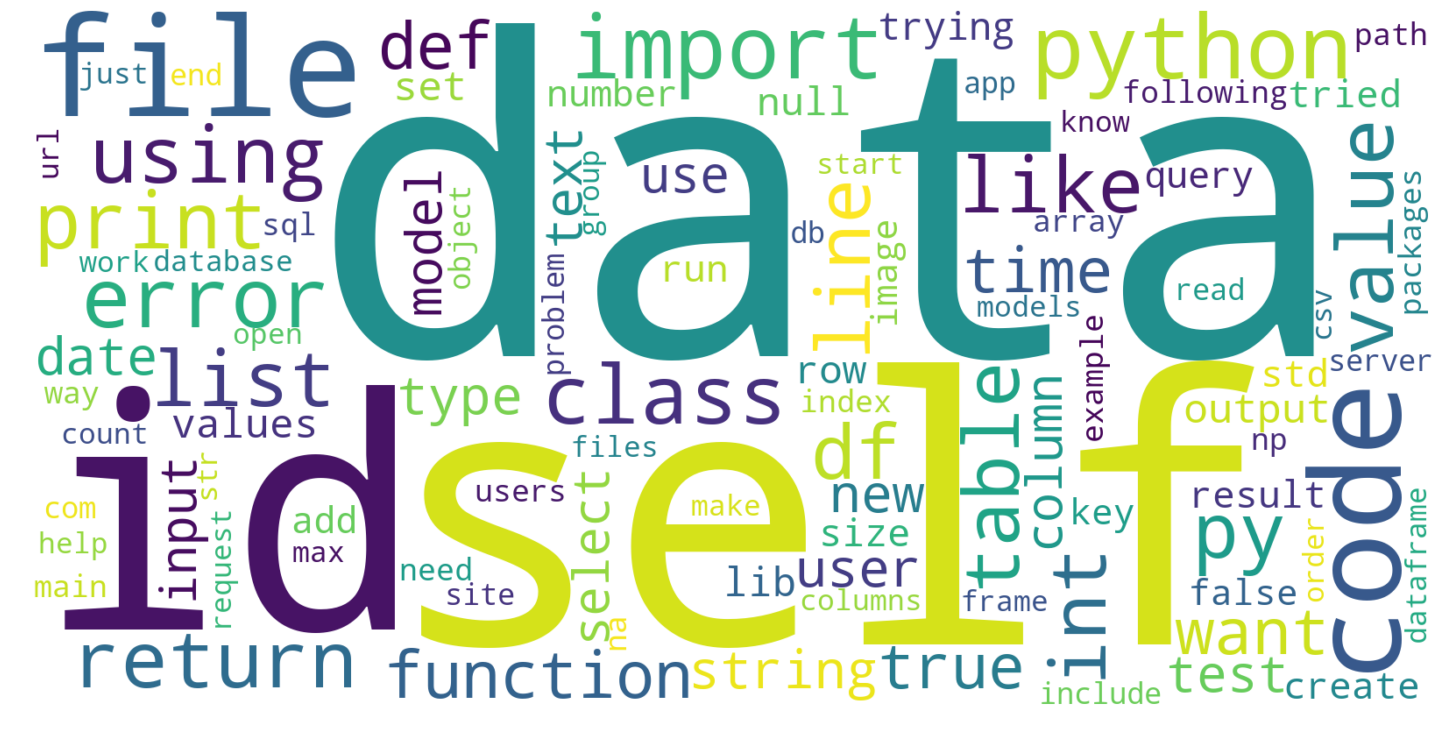 file
just
end
def
set
import
trying
python
path
number
null
app
following
tried
know
url
using
data
text
group
use
start
like
query
value
print
sql
model
object
line
image
db
array
packages
work
database
run
time
read
error
open
problem
models
csv
date
list
example
server
way
type
class
row
table
column
std
count
values
index
output
code
id
self
files
df
np
input
str
users
select
make
new
key
result
com
add
size
py
help
max
request
main
need
site
lib
user
columns
frame
int
false
order
dataframe
na
want
return
function
string
true
include
test
create